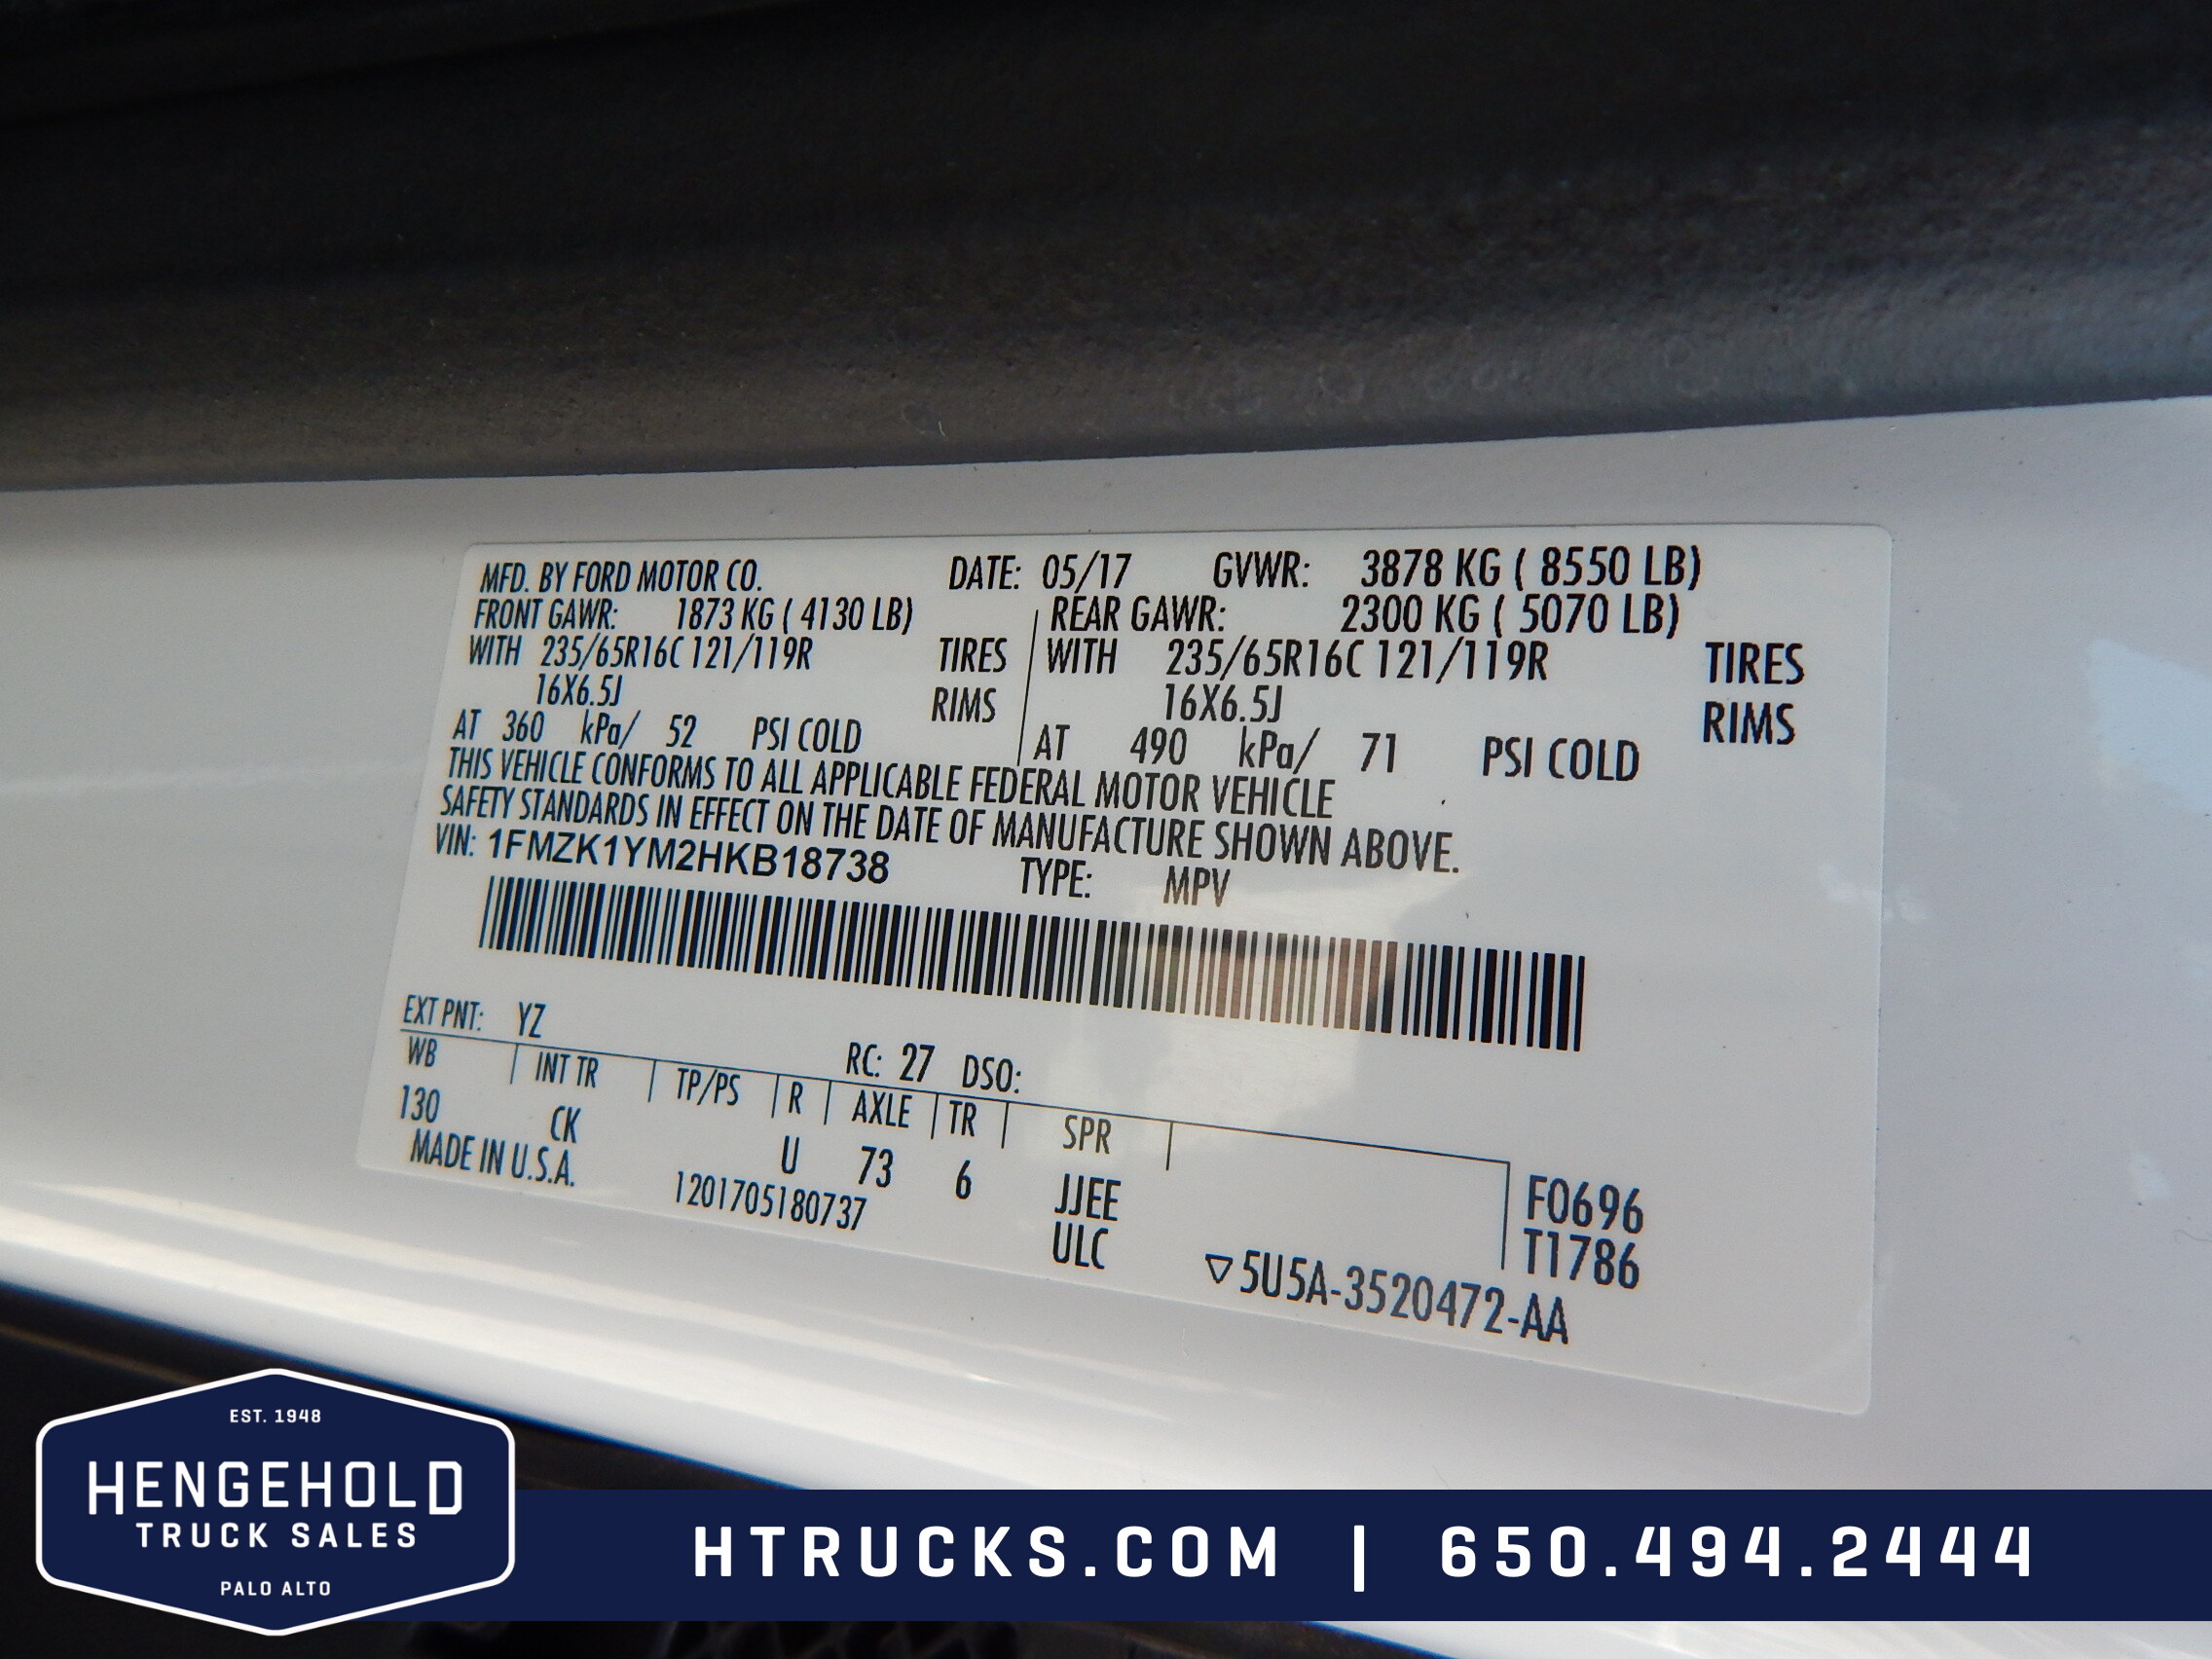 MFD. BY FORD MOTOR CO. DATE: 05/17 GVWR: 3878 KG ( 8550 LB)
FRONT GAWR: 1873 KG ( 4130 LB) REAR GAWR: 2300 KG ( 5070 LB)
WITH 235/65R16C 121/119R TIRES WITH 235/65R16C 121/119R TIRES
16X6.5J RIMS 16X6.5J RIMS
AT 360 kPa/ 52 PSI COLD AT 490 kPa/ 71 PSI COLD
THIS VEHICLE CONFORMS TO ALL APPLICABLE FEDERAL MOTOR VEHICLE
SAFETY STANDARDS IN EFFECT ON THE DATE OF MANUFACTURE SHOWN ABOVE.
VIN: 1FMZK1YM2HKB18738 TYPE: MPV
EXT PNT: YZ RC: 27 DSO:
WB INT TR TP/PS R AXLE TR SPR
130 CK U 73 6 JJEE F0696
MADE IN U.S.A. 1201705180737 ULC T1786
▽5U5A-3520472-AA
EST. 1948
HENGEHOLD
TRUCK SALES
PALO ALTO
HTRUCKS.COM | 650.494.2444